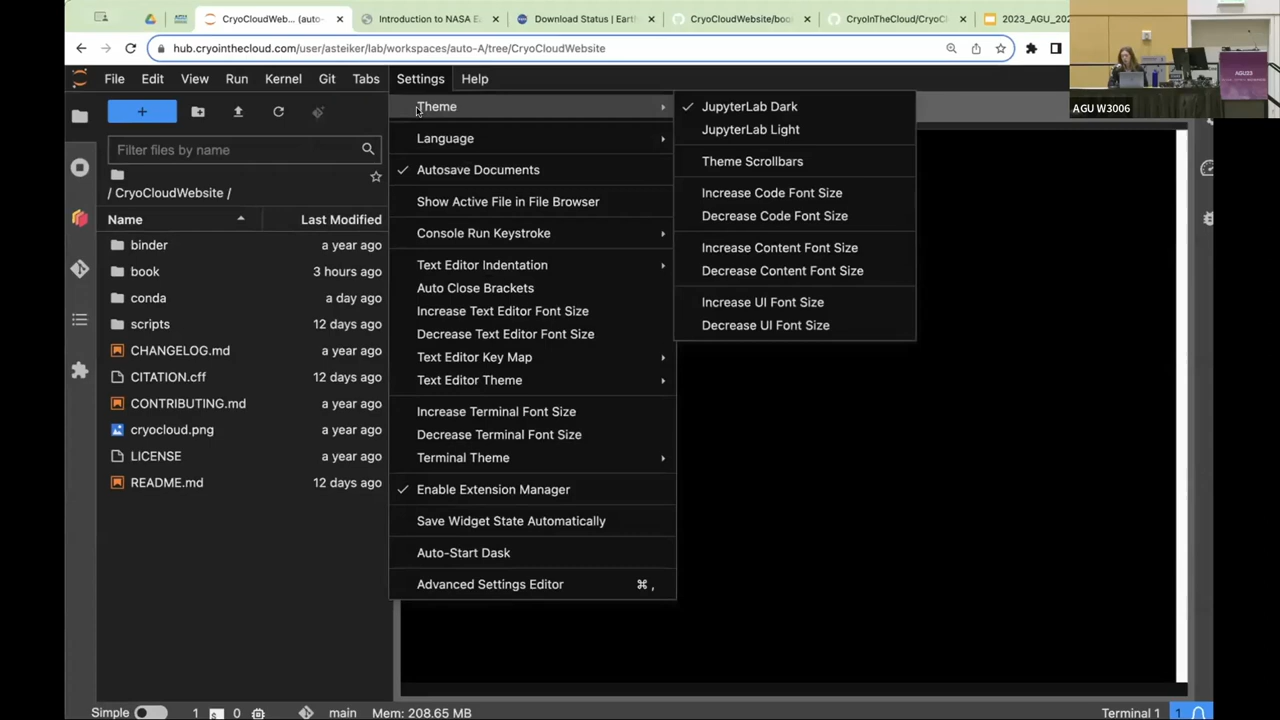 CryoCloudWeb... (auto-
Introduction to NASA E
Download Status | Eart
CryoCloudWebsite/boo
CryoInTheCloud/CryoC
2023_AGU_202
hub.cryointhecloud.com/user/asteiker/lab/workspaces/auto-A/tree/CryoCloudWebsite
AGU23
AGU W3006
File Edit View Run Kernel Git Tabs Settings Help
Filter files by name
/ CryoCloudWebsite /
Name Last Modified
binder a year ago
book 3 hours ago
conda a day ago
scripts 12 days ago
CHANGELOG.md a year ago
CITATION.cff 12 days ago
CONTRIBUTING.md a year ago
cryocloud.png a year ago
LICENSE a year ago
README.md 12 days ago
Theme
Language
Autosave Documents
Show Active File in File Browser
Console Run Keystroke
Text Editor Indentation
Auto Close Brackets
Increase Text Editor Font Size
Decrease Text Editor Font Size
Text Editor Key Map
Text Editor Theme
Increase Terminal Font Size
Decrease Terminal Font Size
Terminal Theme
Enable Extension Manager
Save Widget State Automatically
Auto-Start Dask
Advanced Settings Editor ⌘ ,
JupyterLab Dark
JupyterLab Light
Theme Scrollbars
Increase Code Font Size
Decrease Code Font Size
Increase Content Font Size
Decrease Content Font Size
Increase UI Font Size
Decrease UI Font Size
Simple 1 0 main Mem: 208.65 MB Terminal 1 1